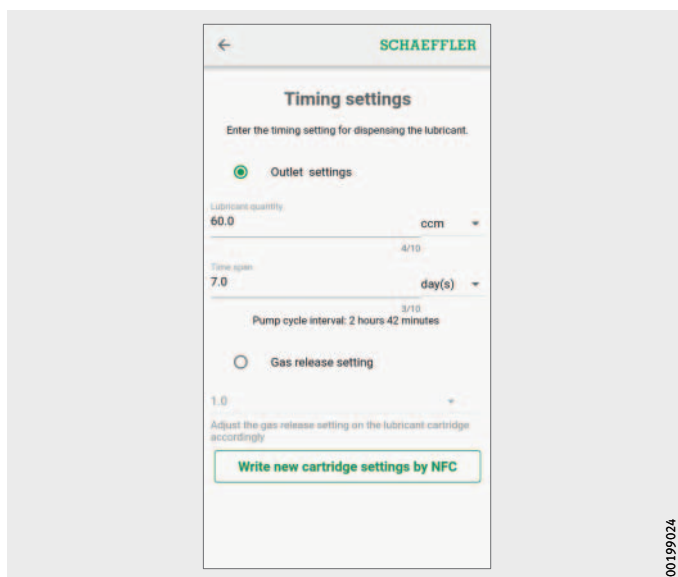 SCHAEFFLER
Timing settings
Enter the timing setting for dispensing the lubricant.
Outlet settings
Lubricant quantity
60.0 ccm
4/10
Time span
7.0 day(s)
3/10
Pump cycle interval: 2 hours 42 minutes
Gas release setting
1.0
Adjust the gas release setting on the lubricant cartridge
accordingly
Write new cartridge settings by NFC
00199024